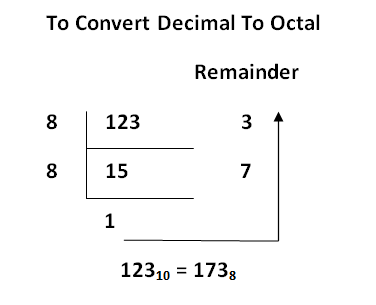 To Convert Decimal To Octal
Remainder
8 123 3
8 15 7
1
123₁₀ = 173₈